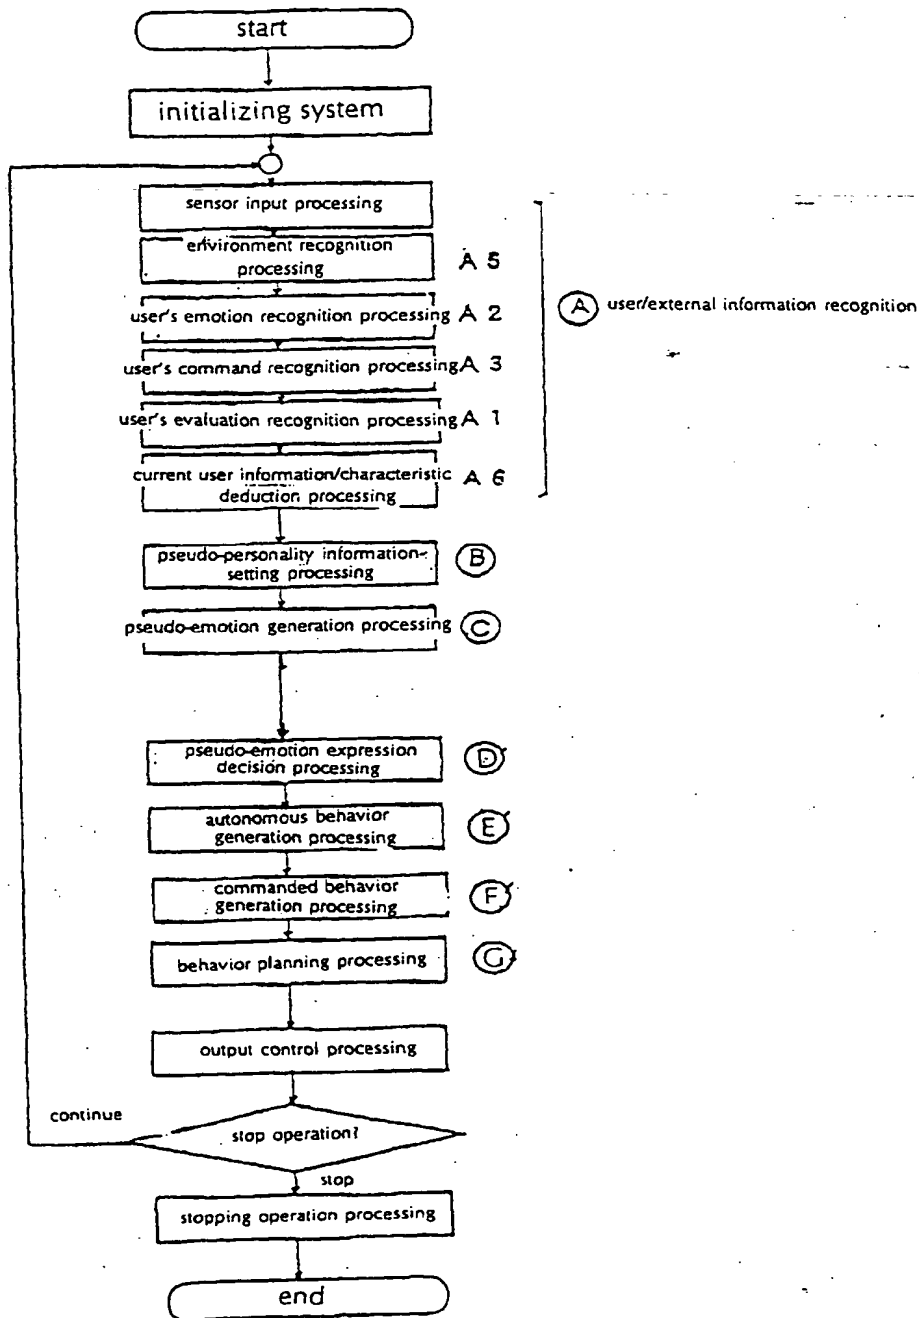 start
initializing system
sensor input processing
environment recognition
processing
A 5
user's emotion recognition processing
A 2
A user/external information recognition
user's command recognition processing
A 3
user's evaluation recognition processing
A 1
current user information/characteristic
deduction processing
A 6
pseudo-personality information-
setting processing
B
pseudo-emotion generation processing
C
pseudo-emotion expression
decision processing
D
autonomous behavior
generation processing
E
commanded behavior
generation processing
F
behavior planning processing
G
output control processing
continue
stop operation?
stop
stopping operation processing
end